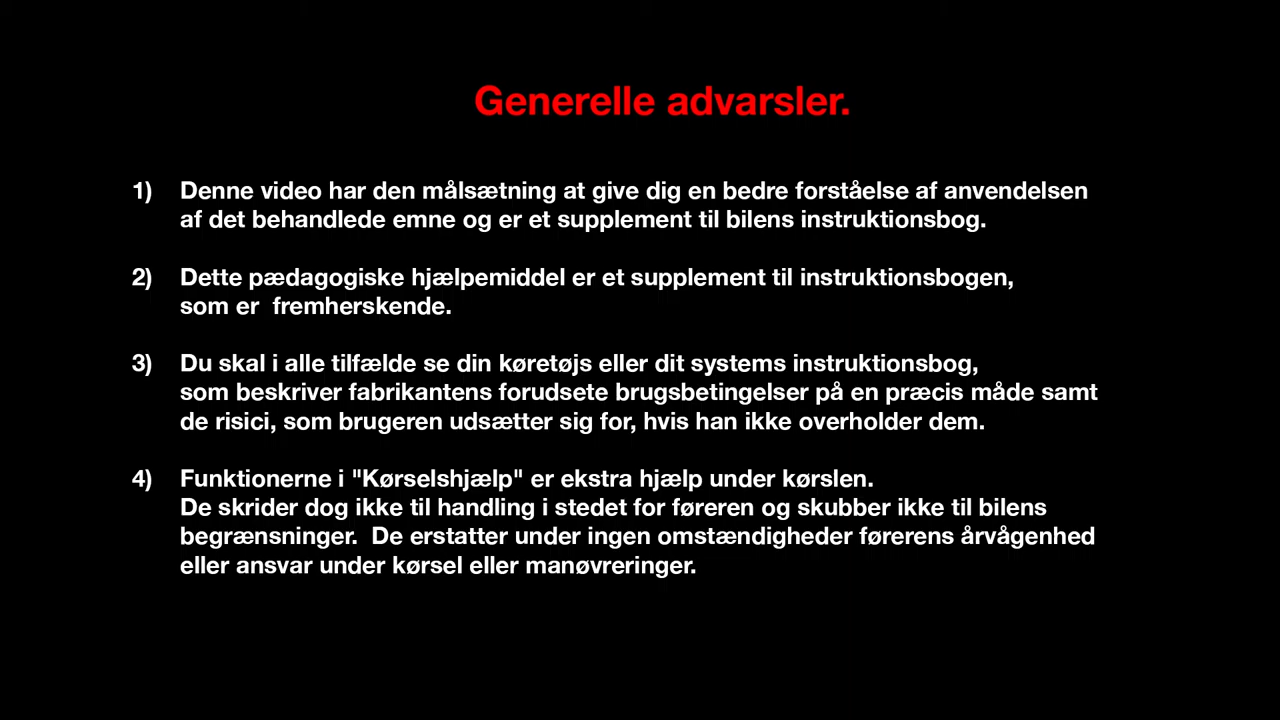 Generelle advarsler.
1) Denne video har den målsætning at give dig en bedre forståelse af anvendelsen
af det behandlede emne og er et supplement til bilens instruktionsbog.
2) Dette pædagogiske hjælpemiddel er et supplement til instruktionsbogen,
som er  fremherskende.
3) Du skal i alle tilfælde se din køretøjs eller dit systems instruktionsbog,
som beskriver fabrikantens forudsete brugsbetingelser på en præcis måde samt
de risici, som brugeren udsætter sig for, hvis han ikke overholder dem.
4) Funktionerne i "Kørselshjælp" er ekstra hjælp under kørslen.
De skrider dog ikke til handling i stedet for føreren og skubber ikke til bilens
begrænsninger.  De erstatter under ingen omstændigheder førerens årvågenhed
eller ansvar under kørsel eller manøvreringer.